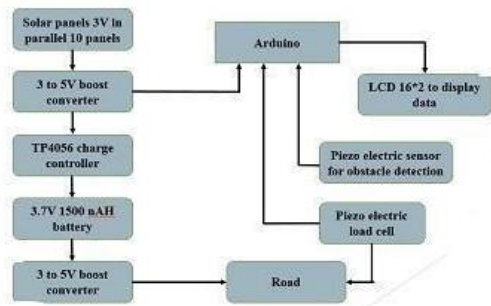 Solar panels 3V in
parallel 10 panels
3 to 5V boost
converter
TP4056 charge
controller
3.7V 1500 nAH
battery
3 to 5V boost
converter
Arduino
LCD 16*2 to display
data
Piezo electric sensor
for obstacle detection
Piezo electric
load cell
Road